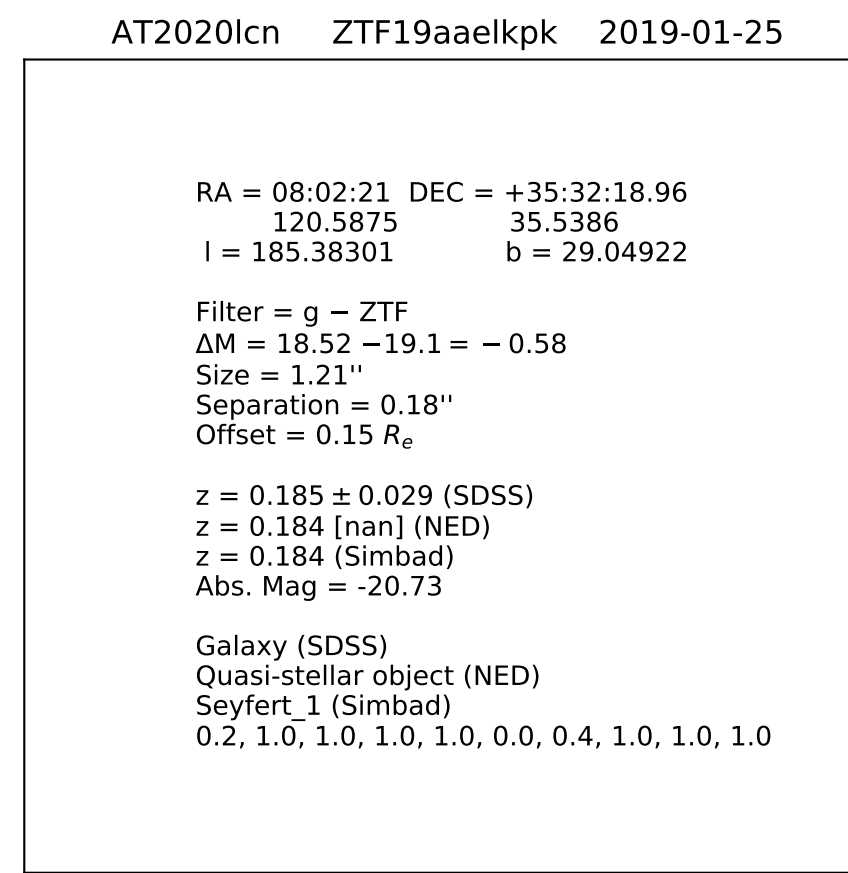 AT2020lcn ZTF19aaelkpk 2019-01-25
RA = 08:02:21 DEC = +35:32:18.96
120.5875 35.5386
l = 185.38301 b = 29.04922
Filter = g − ZTF
ΔM = 18.52 −19.1 = − 0.58
Size = 1.21''
Separation = 0.18''
Offset = 0.15 Rₑ
z = 0.185 ± 0.029 (SDSS)
z = 0.184 [nan] (NED)
z = 0.184 (Simbad)
Abs. Mag = -20.73
Galaxy (SDSS)
Quasi-stellar object (NED)
Seyfert_1 (Simbad)
0.2, 1.0, 1.0, 1.0, 1.0, 0.0, 0.4, 1.0, 1.0, 1.0